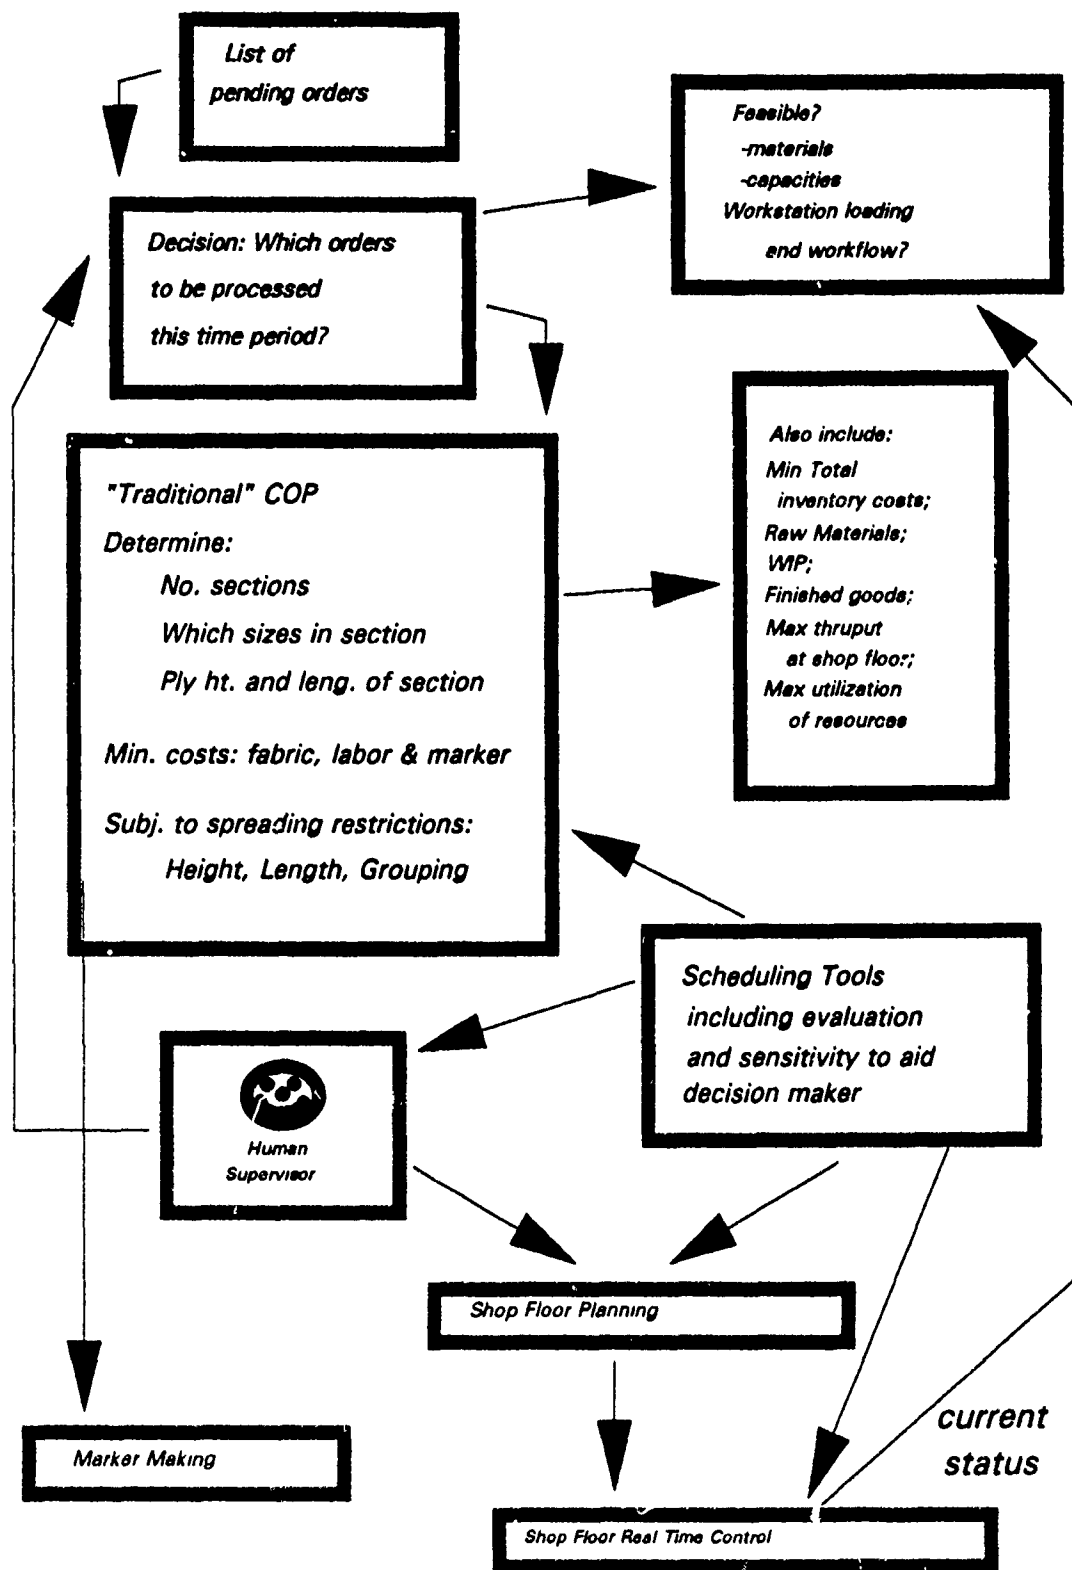 List of
pending orders
Feasible?
-materials
-capacities
Workstation loading
and workflow?
Decision: Which orders
to be processed
this time period?
"Traditional" COP
Determine:
No. sections
Which sizes in section
Ply ht. and leng. of section
Min. costs: fabric, labor & marker
Subj. to spreading restrictions:
Height, Length, Grouping
Also include:
Min Total
inventory costs;
Raw Materials;
WIP;
Finished goods;
Max thruput
at shop floor;
Max utilization
of resources
Scheduling Tools
including evaluation
and sensitivity to aid
decision maker
Human
Supervisor
Shop Floor Planning
Marker Making
current
status
Shop Floor Real Time Control